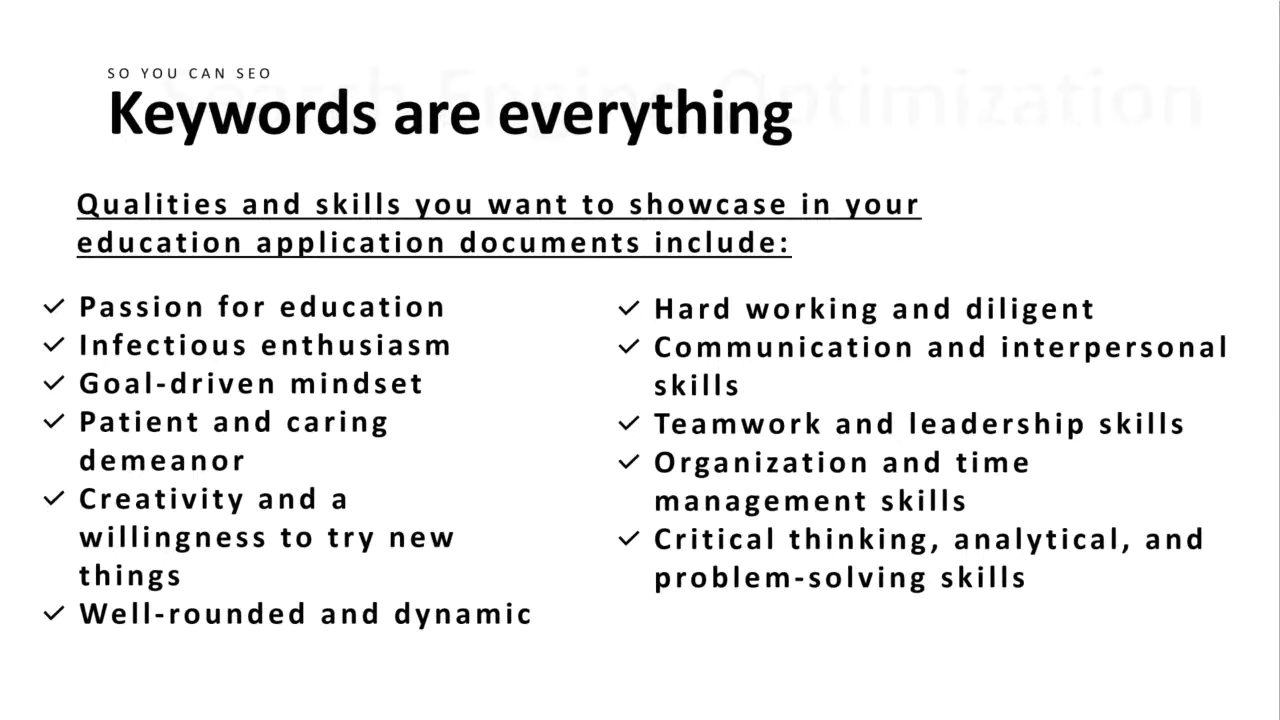 SO YOU CAN SEO
Search Engine Optimization
Keywords are everything
Qualities and skills you want to showcase in your
education application documents include:
Passion for education
Infectious enthusiasm
Goal-driven mindset
Patient and caring
demeanor
Creativity and a
willingness to try new
things
Well-rounded and dynamic
Hard working and diligent
Communication and interpersonal
skills
Teamwork and leadership skills
Organization and time
management skills
Critical thinking, analytical, and
problem-solving skills